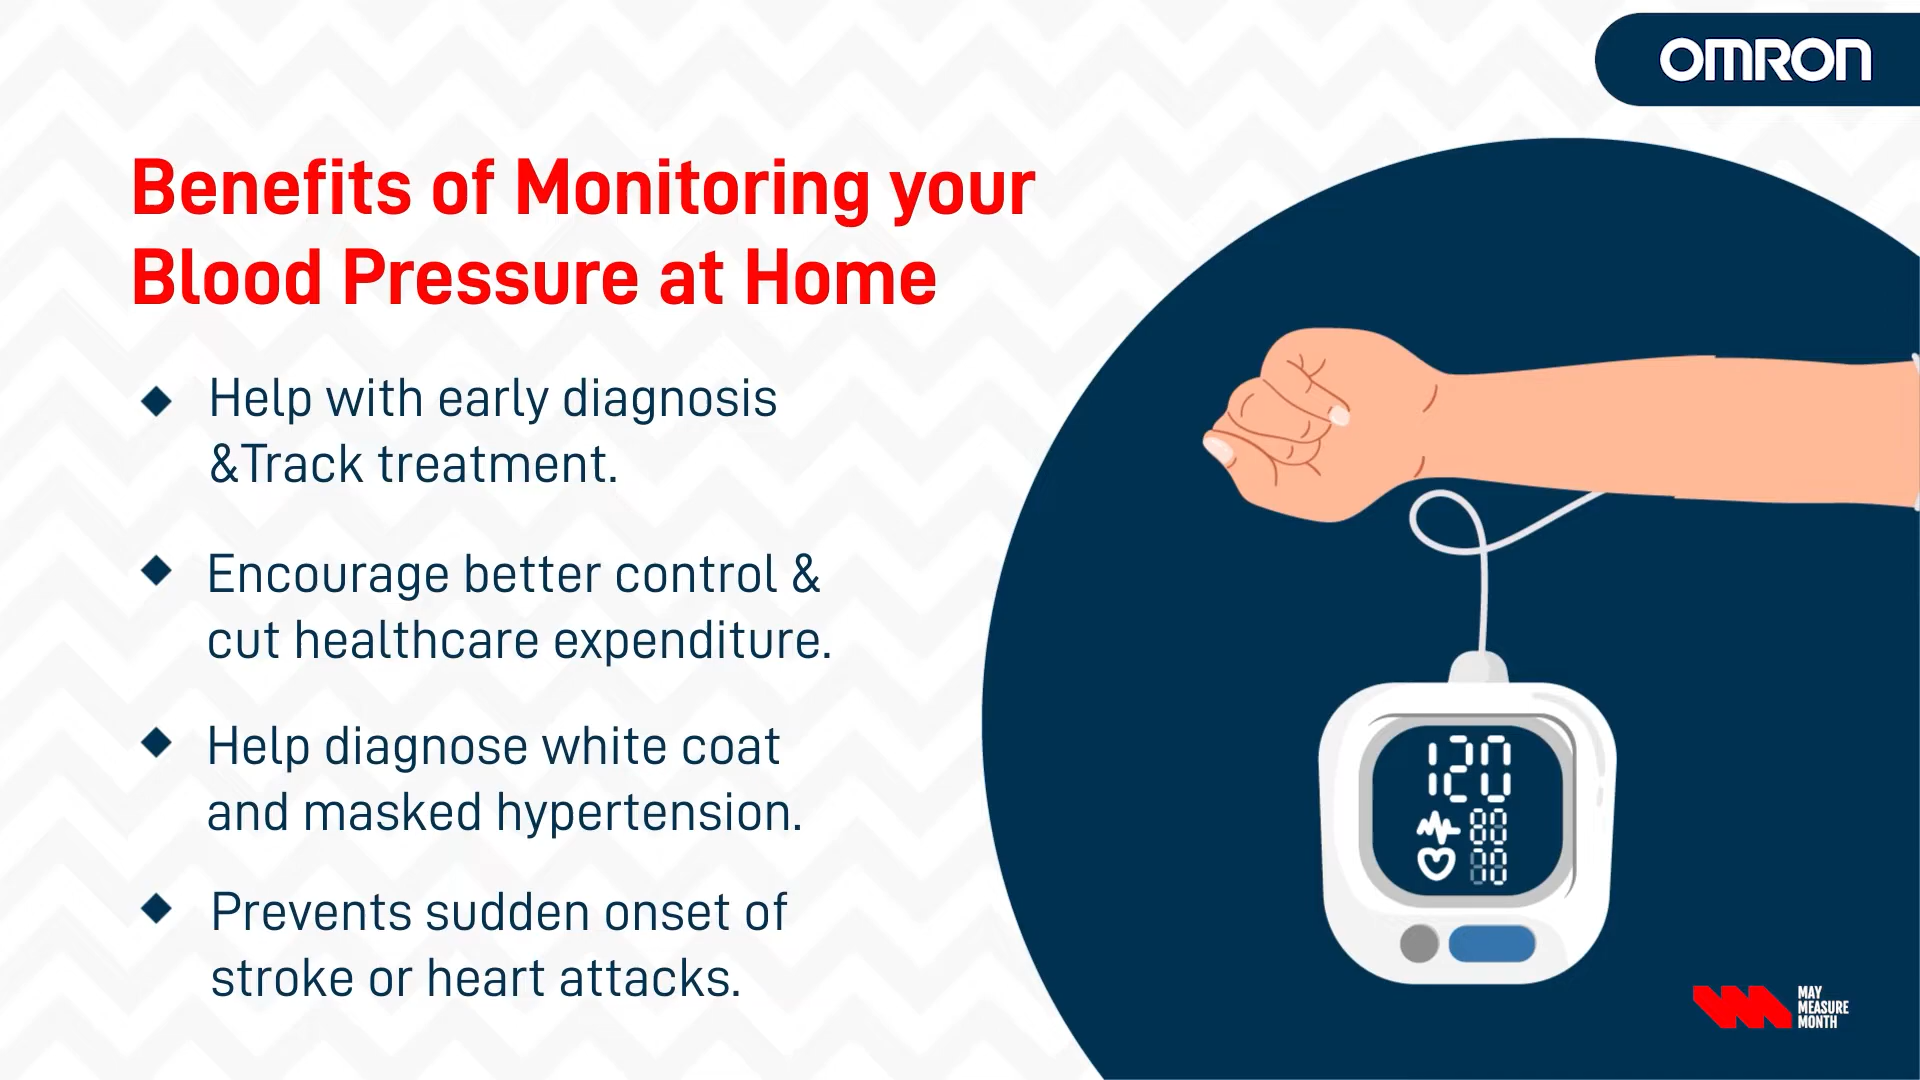 OMRON
Benefits of Monitoring your
Blood Pressure at Home
Help with early diagnosis
&Track treatment.
Encourage better control &
cut healthcare expenditure.
Help diagnose white coat
and masked hypertension.
Prevents sudden onset of
stroke or heart attacks.
120
80
MAY
MEASURE
MONTH